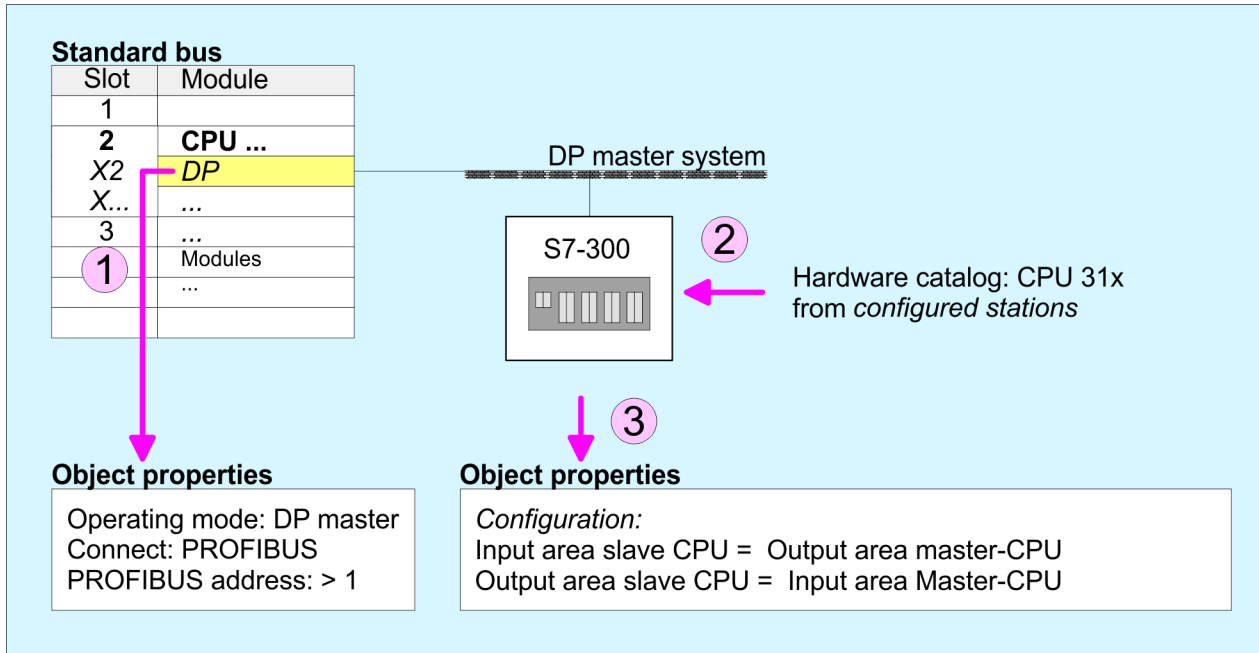 Standard bus
Slot Module
1
2 CPU ...
X2 DP
X... ...
3 ...
Modules
...
1
DP master system
S7-300
2
Hardware catalog: CPU 31x
from configured stations
3
Object properties
Operating mode: DP master
Connect: PROFIBUS
PROFIBUS address: > 1
Object properties
Configuration:
Input area slave CPU = Output area master-CPU
Output area slave CPU = Input area Master-CPU